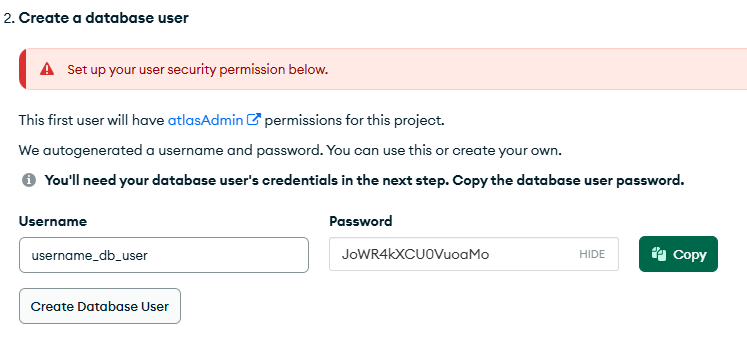 2. Create a database user
Set up your user security permission below.
This first user will have atlasAdmin permissions for this project.
We autogenerated a username and password. You can use this or create your own.
You'll need your database user's credentials in the next step. Copy the database user password.
Username
Password
username_db_user
JoWR4kXCU0VuoaMo HIDE
Copy
Create Database User